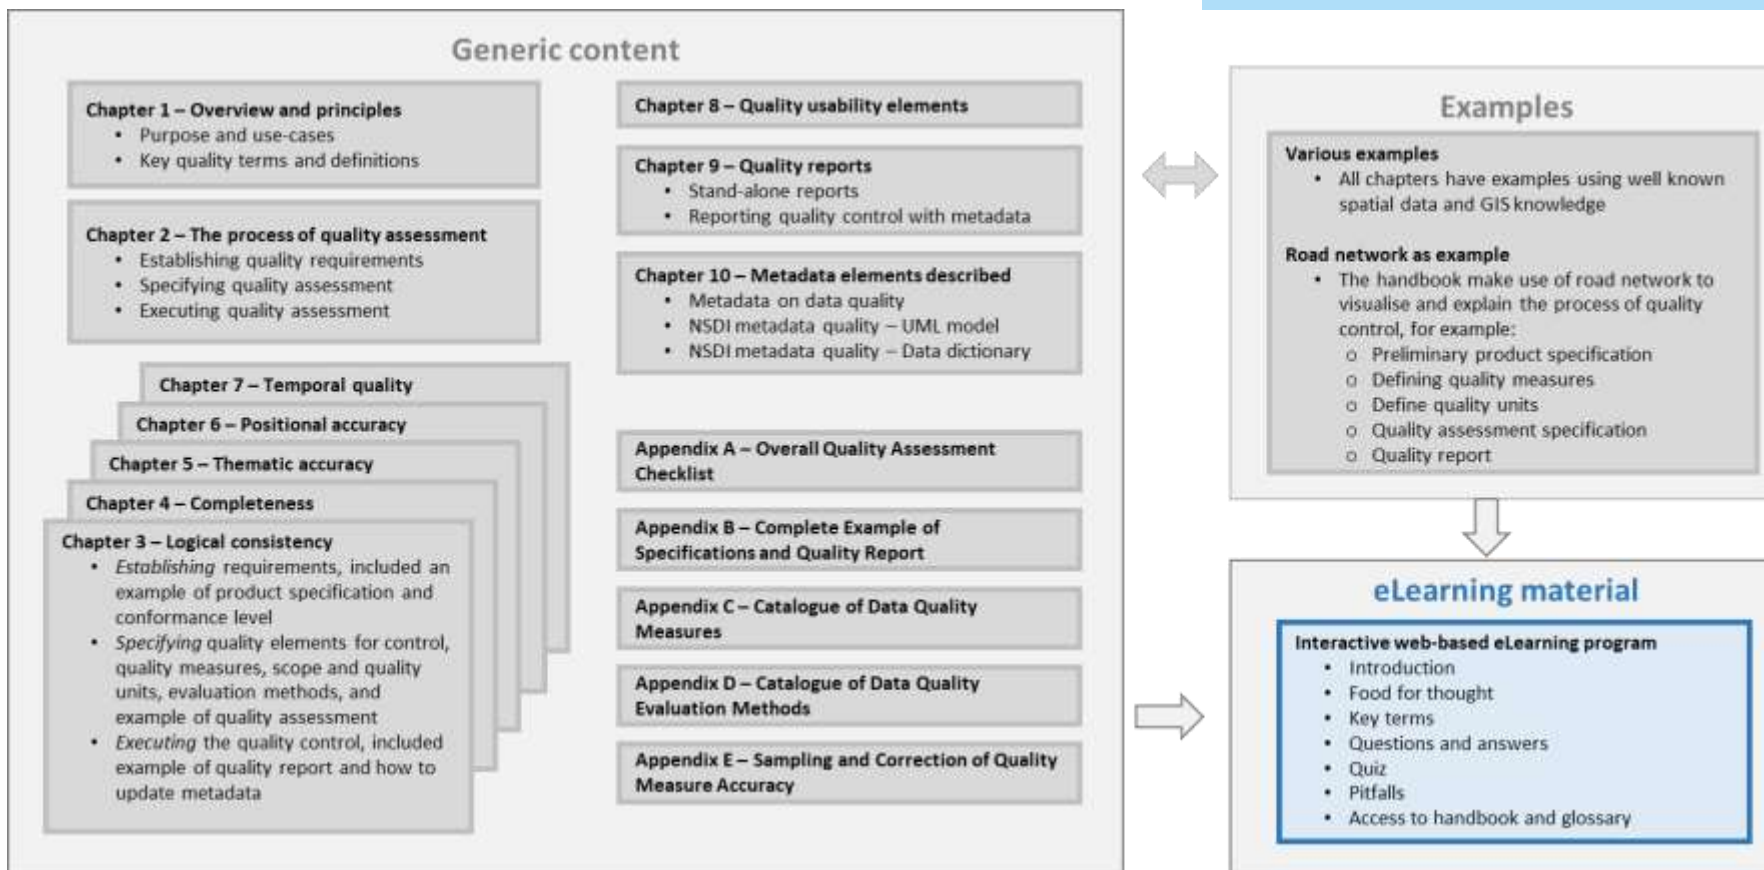 Generic content
Chapter 1 – Overview and principles
• Purpose and use-cases
• Key quality terms and definitions
Chapter 2 – The process of quality assessment
• Establishing quality requirements
• Specifying quality assessment
• Executing quality assessment
Chapter 7 – Temporal quality
Chapter 6 – Positional accuracy
Chapter 5 – Thematic accuracy
Chapter 4 – Completeness
Chapter 3 – Logical consistency
• Establishing requirements, included an
example of product specification and
conformance level
• Specifying quality elements for control,
quality measures, scope and quality
units, evaluation methods, and
example of quality assessment
• Executing the quality control, included
example of quality report and how to
update metadata
Chapter 8 – Quality usability elements
Chapter 9 – Quality reports
• Stand-alone reports
• Reporting quality control with metadata
Chapter 10 – Metadata elements described
• Metadata on data quality
• NSDI metadata quality – UML model
• NSDI metadata quality – Data dictionary
Appendix A – Overall Quality Assessment
Checklist
Appendix B – Complete Example of
Specifications and Quality Report
Appendix C – Catalogue of Data Quality
Measures
Appendix D – Catalogue of Data Quality
Evaluation Methods
Appendix E – Sampling and Correction of Quality
Measure Accuracy
Examples
Various examples
• All chapters have examples using well known
spatial data and GIS knowledge
Road network as example
• The handbook make use of road network to
visualise and explain the process of quality
control, for example:
o Preliminary product specification
o Defining quality measures
o Define quality units
o Quality assessment specification
o Quality report
eLearning material
Interactive web-based eLearning program
• Introduction
• Food for thought
• Key terms
• Questions and answers
• Quiz
• Pitfalls
• Access to handbook and glossary